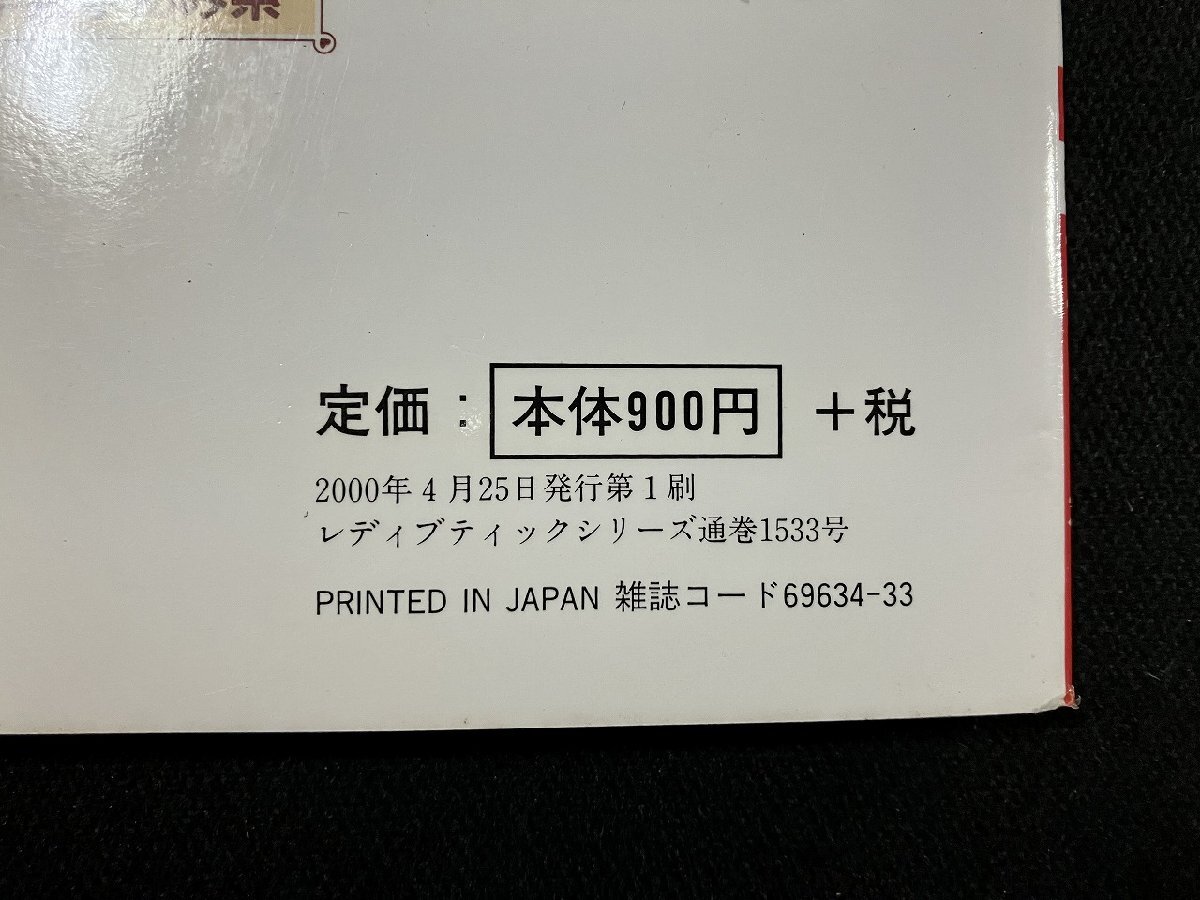 定価：本体900円 ＋税
2000年4月25日発行第1刷
レディブティックシリーズ通巻1533号
PRINTED IN JAPAN 雑誌コード69634-33